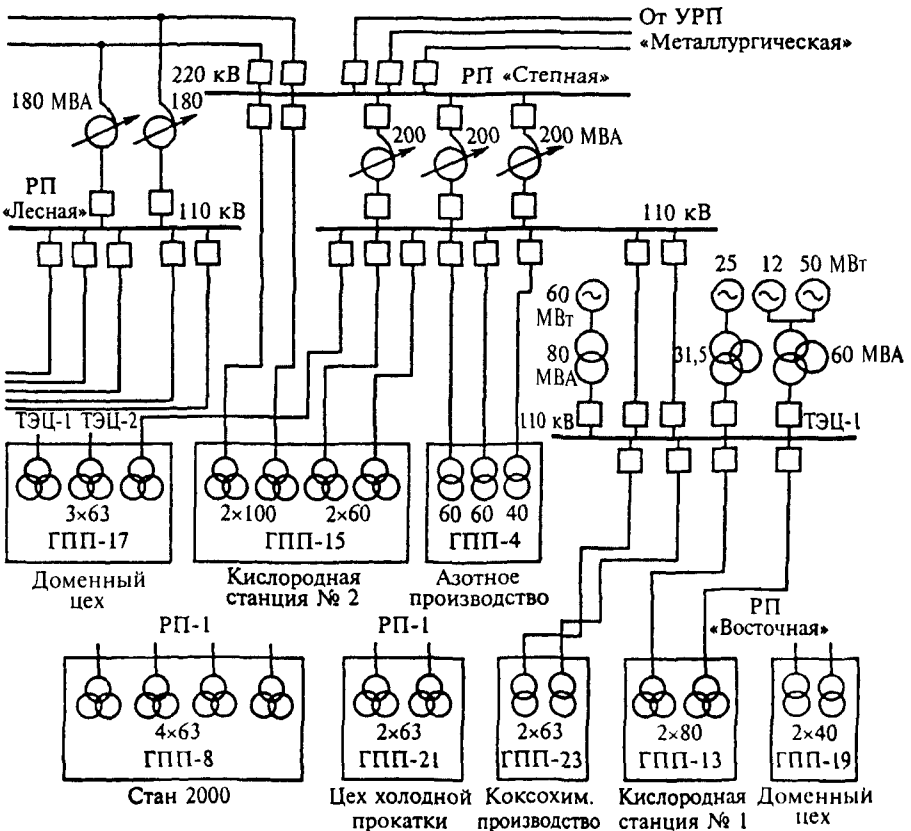 От УРП
«Металлургическая»
220 кВ
РП «Степная»
180 МВА
180
200
200
200 МВА
РП
«Лесная»
110 кВ
110 кВ
25
12
50 МВт
60
МВт
80
МВА
31,5
60 МВА
110 кВ
ТЭЦ-1
ТЭЦ-1
ТЭЦ-2
3×63
ГПП-17
2×100
2×60
ГПП-15
60
60
40
ГПП-4
Доменный
цех
Кислородная
станция № 2
Азотное
производство
РП-1
РП-1
РП
«Восточная»
4×63
ГПП-8
2×63
ГПП-21
2×63
ГПП-23
2×80
ГПП-13
2×40
ГПП-19
Стан 2000
Цех холодной
прокатки
Коксохим.
производство
Кислородная
станция № 1
Доменный
цех